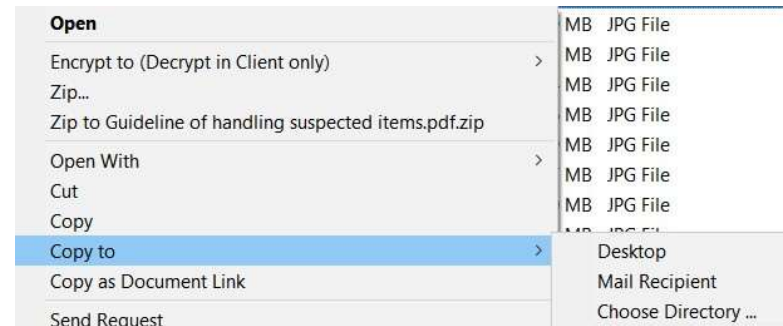 Open
Encrypt to (Decrypt in Client only)
Zip...
Zip to Guideline of handling suspected items.pdf.zip
Open With
Cut
Copy
Copy to
Copy as Document Link
Send Request
MB JPG File
MB JPG File
MB JPG File
MB JPG File
MB JPG File
MB JPG File
MB JPG File
Desktop
Mail Recipient
Choose Directory ...